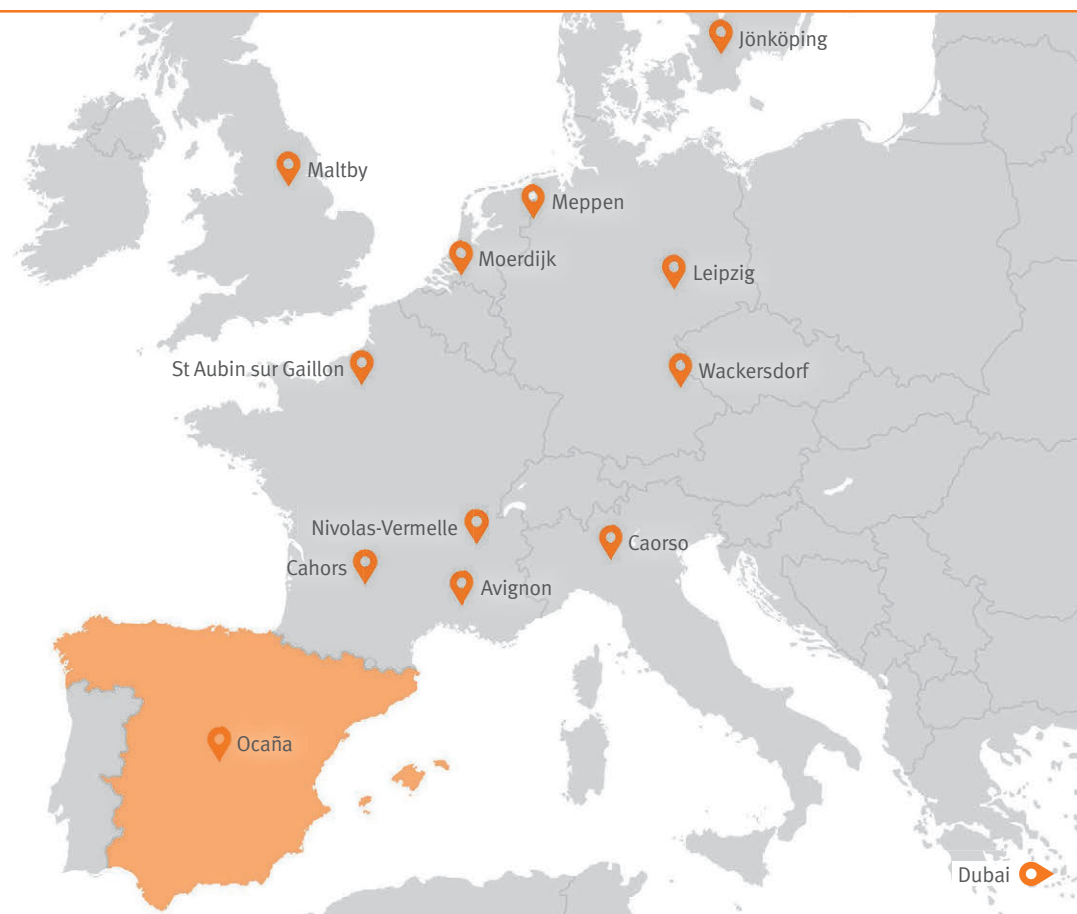 Jönköping
Maltby
Meppen
Moerdijk
Leipzig
St Aubin sur Gaillon
Wackersdorf
Nivolas-Vermelle
Caorso
Cahors
Avignon
Ocaña
Dubai